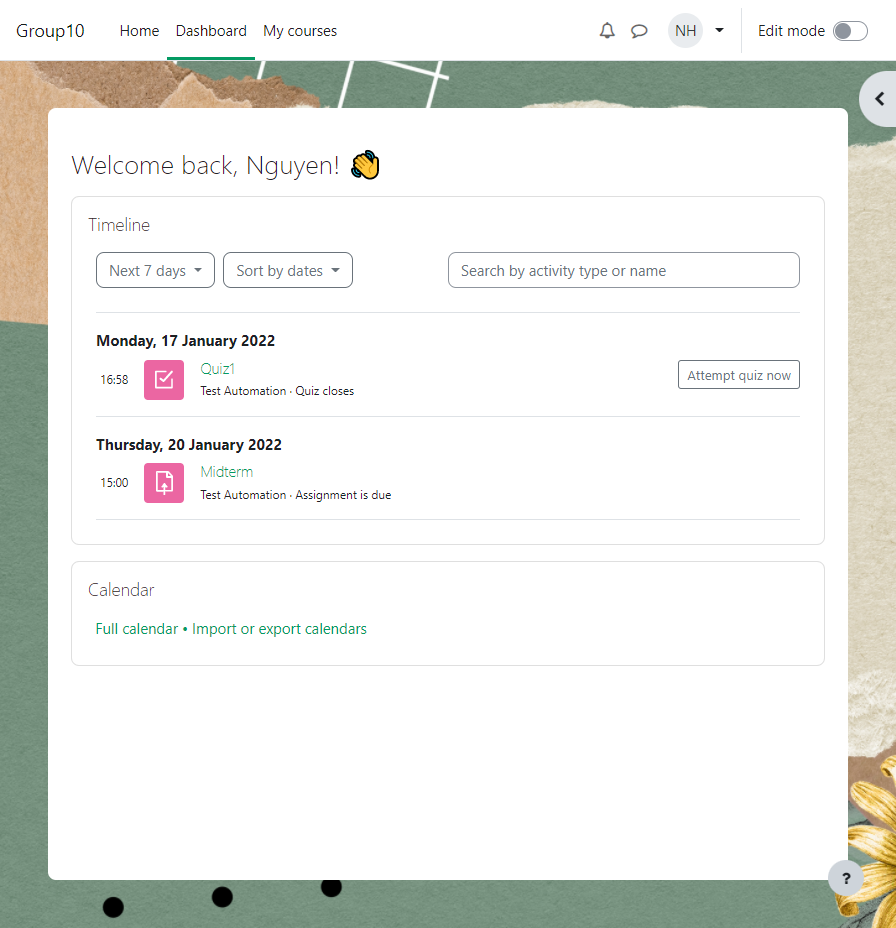 Group10 Home Dashboard My courses NH Edit mode
Welcome back, Nguyen! 👋
Timeline
Next 7 days Sort by dates Search by activity type or name
Monday, 17 January 2022
16:58 Quiz1 Attempt quiz now
Test Automation · Quiz closes
Thursday, 20 January 2022
15:00 Midterm
Test Automation · Assignment is due
Calendar
Full calendar • Import or export calendars
?